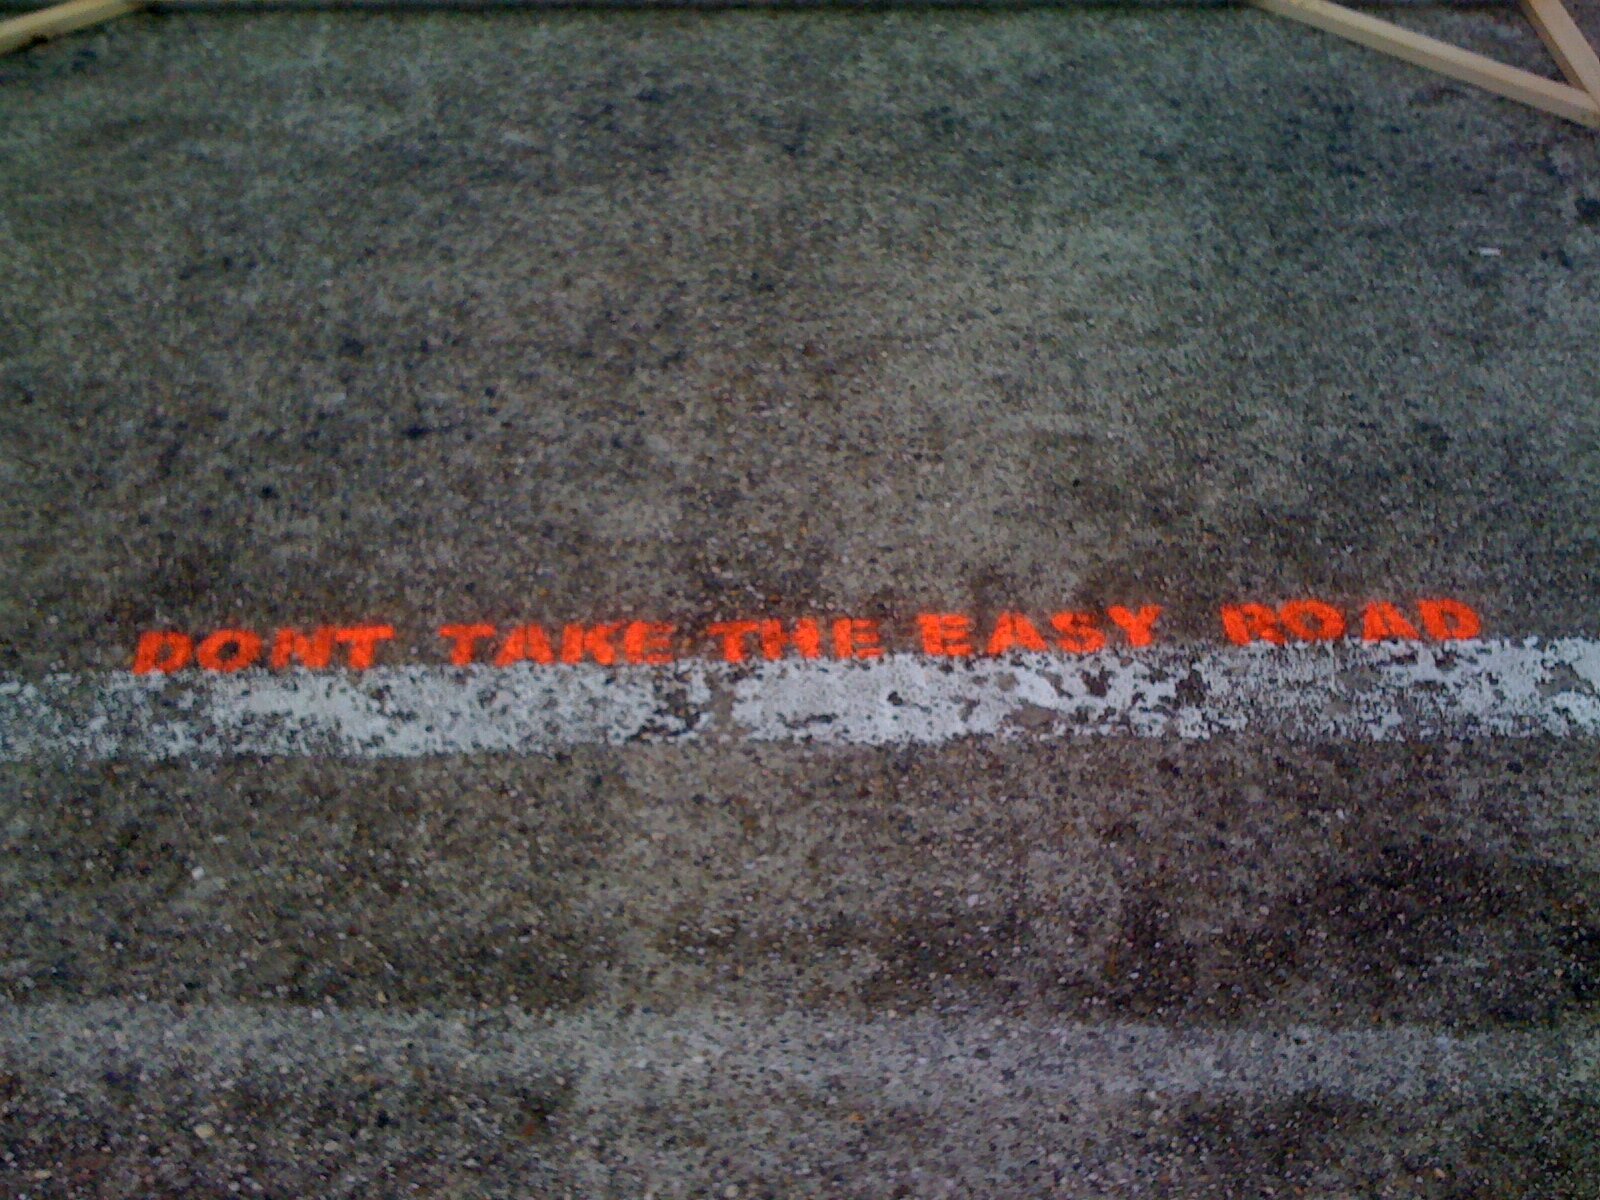 DONT TAKE THE EASY ROAD